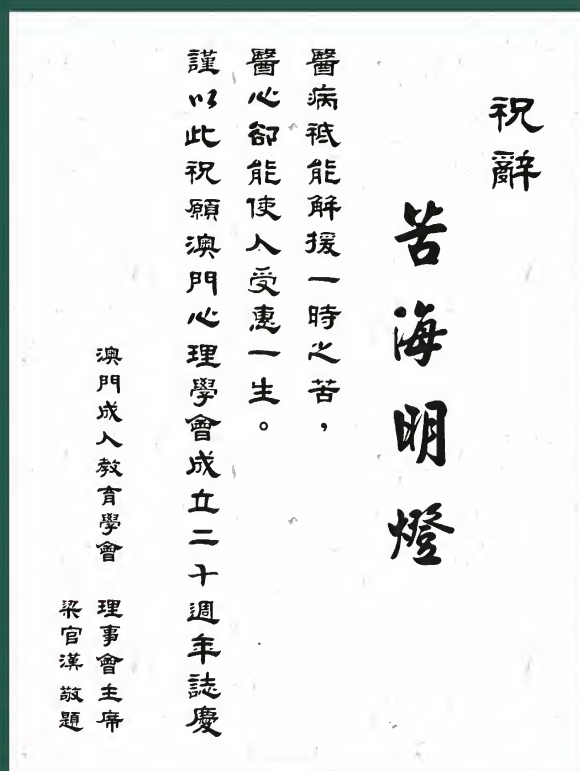 祝辭
苦海明燈
醫病祗能解援一時之苦，
醫心卻能使人受惠一生。
謹以此祝願澳門心理學會成立二十週年誌慶
澳門成人教育學會 理事會主席
梁官漢敬題